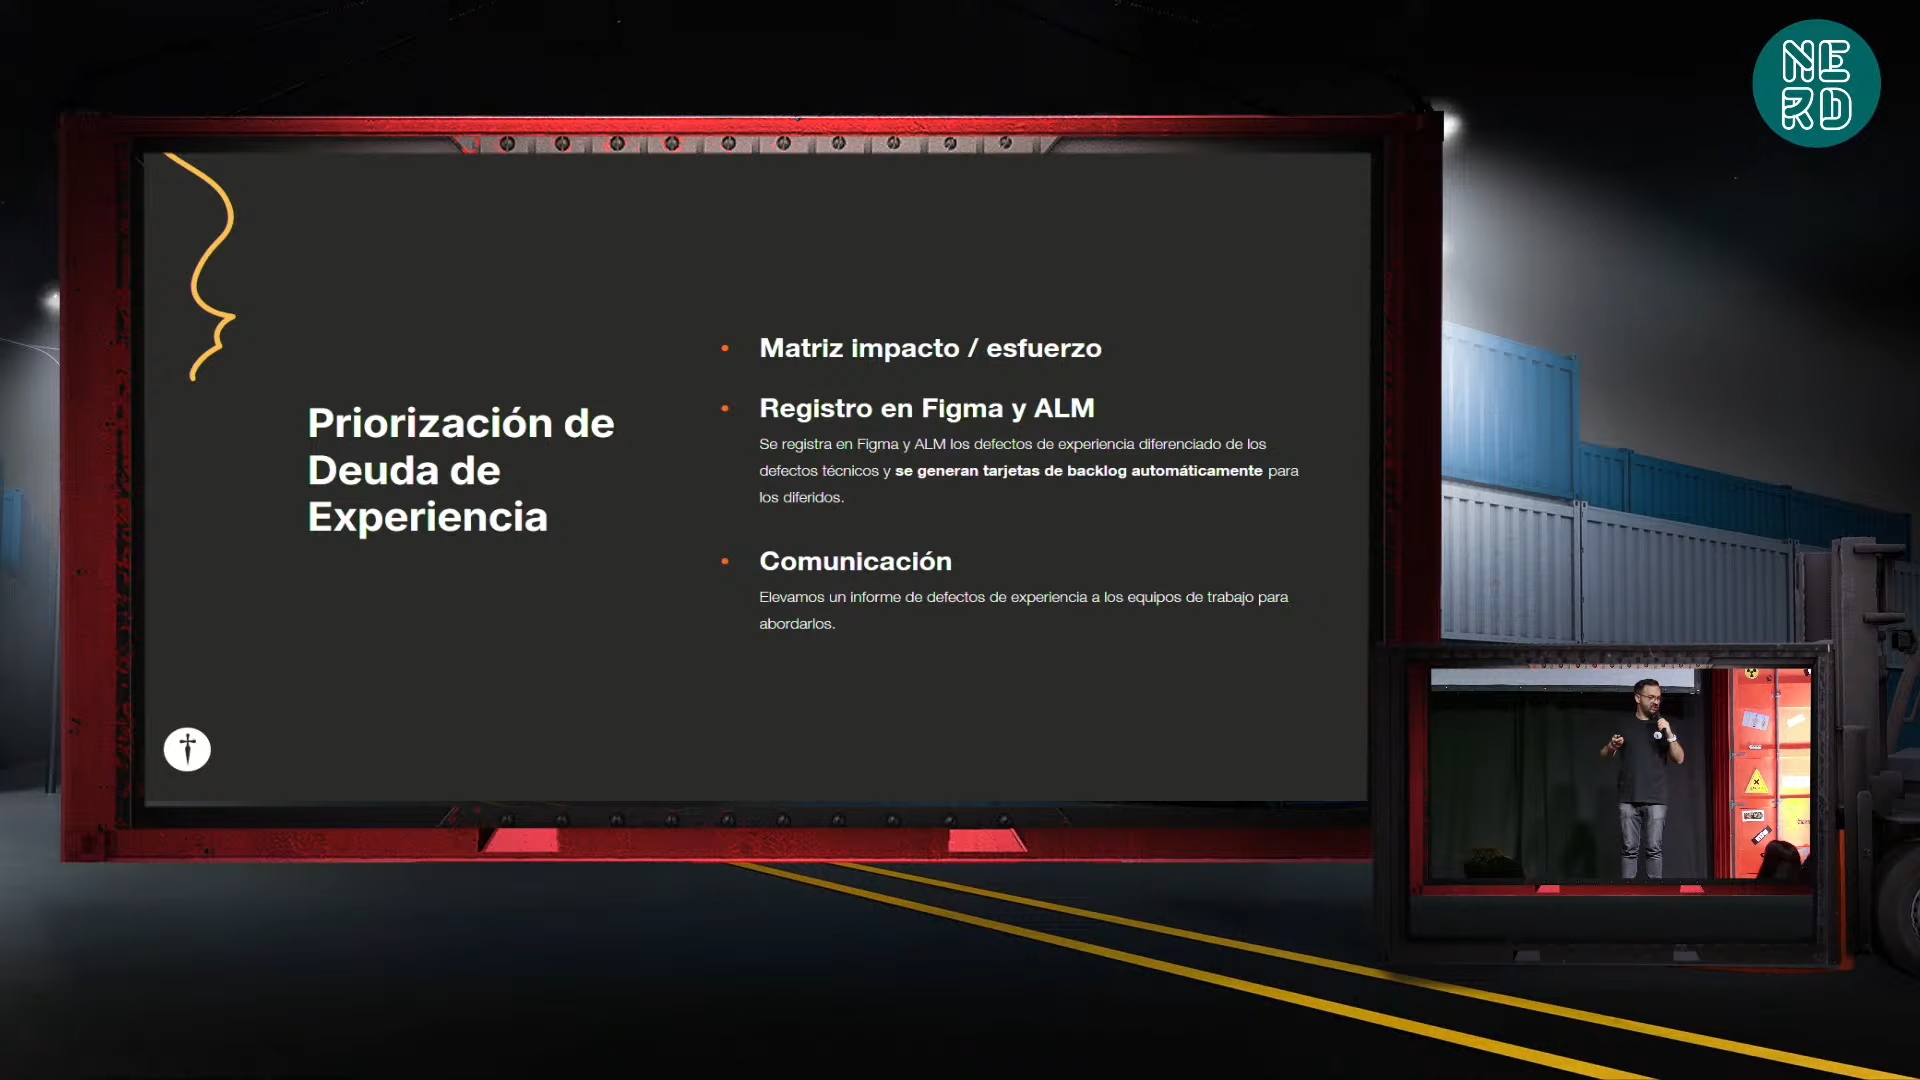 NE
RD
Priorización de
Deuda de
Experiencia
• Matriz impacto / esfuerzo
• Registro en Figma y ALM
Se registra en Figma y ALM los defectos de experiencia diferenciado de los
defectos técnicos y se generan tarjetas de backlog automáticamente para
los diferidos.
• Comunicación
Elevamos un informe de defectos de experiencia a los equipos de trabajo para
abordarlos.